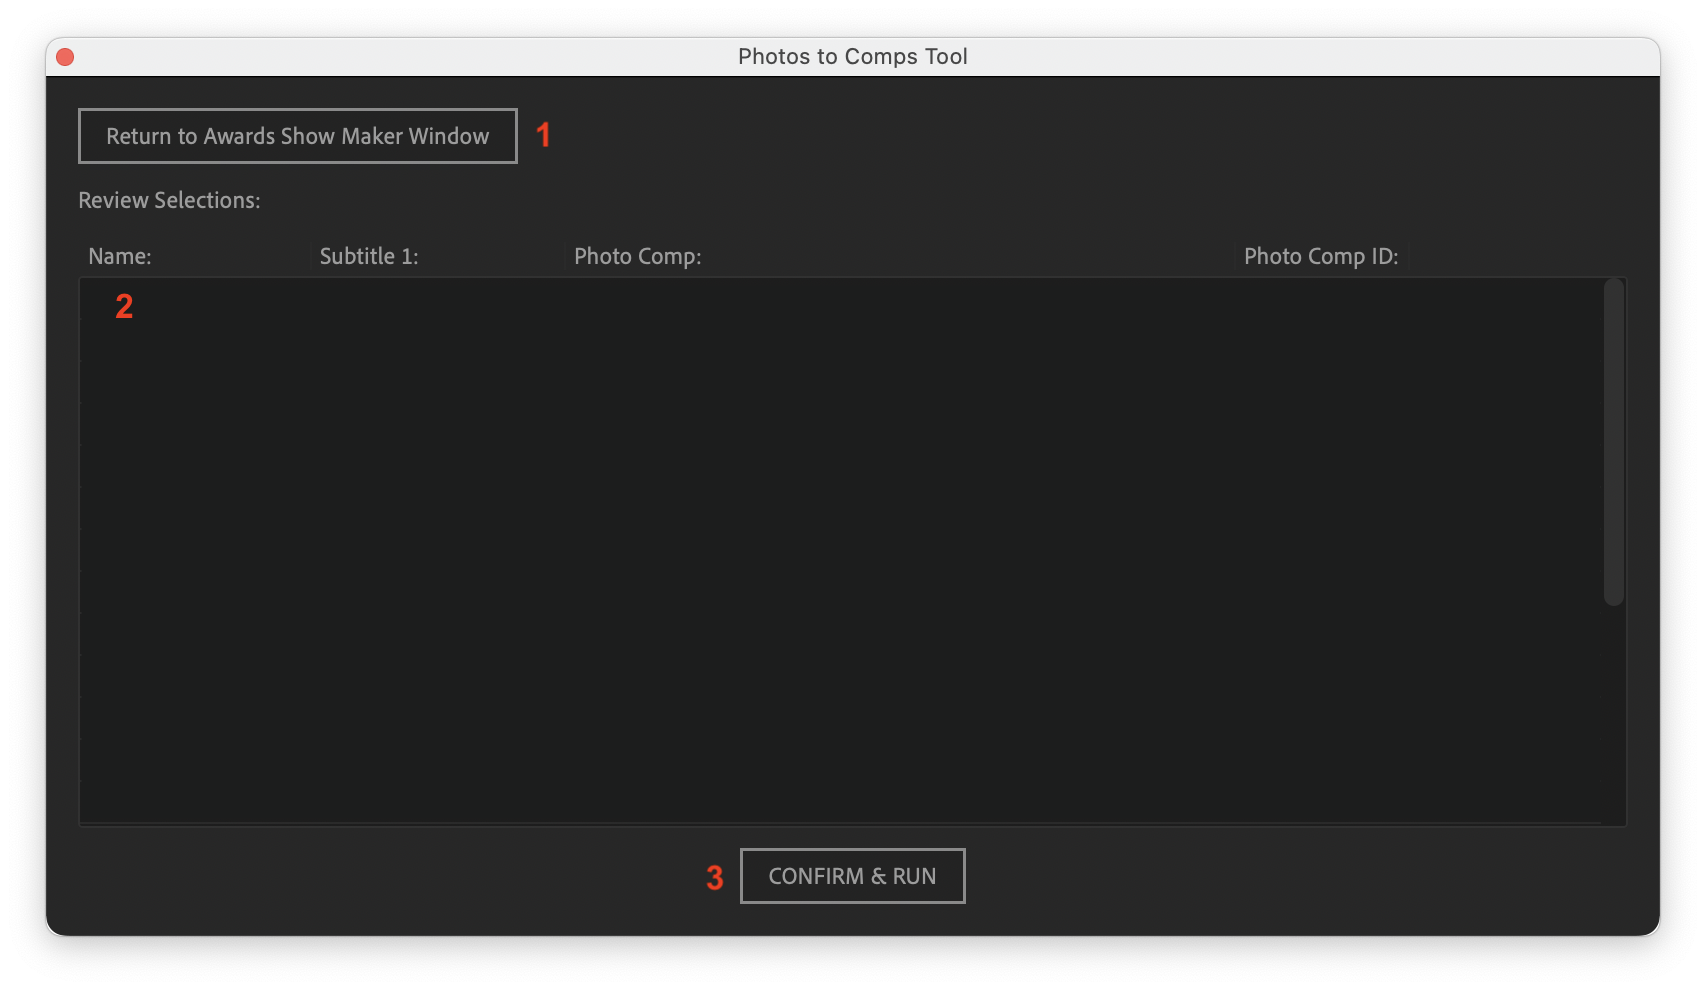 Photos to Comps Tool
Return to Awards Show Maker Window 1
Review Selections:
Name: Subtitle 1: Photo Comp: Photo Comp ID:
2
3 CONFIRM & RUN